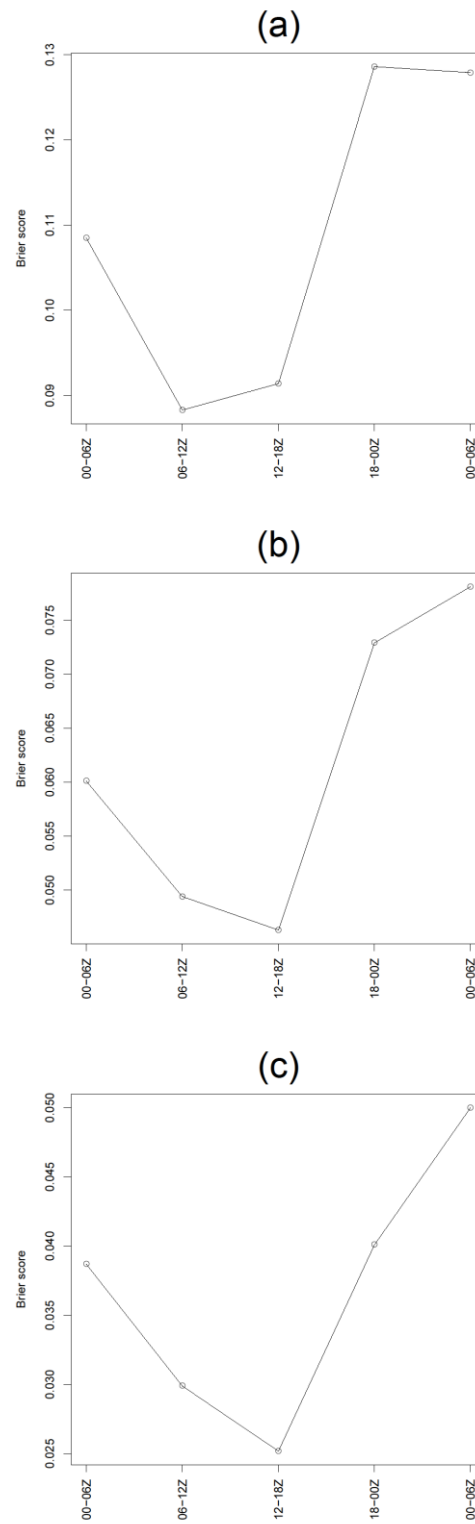 (a)
Brier score
0.13
0.12
0.11
0.10
0.09
00−06Z
06−12Z
12−18Z
18−00Z
00−06Z
(b)
Brier score
0.075
0.070
0.065
0.060
0.055
0.050
00−06Z
06−12Z
12−18Z
18−00Z
00−06Z
(c)
Brier score
0.050
0.045
0.040
0.035
0.030
0.025
00−06Z
06−12Z
12−18Z
18−00Z
00−06Z